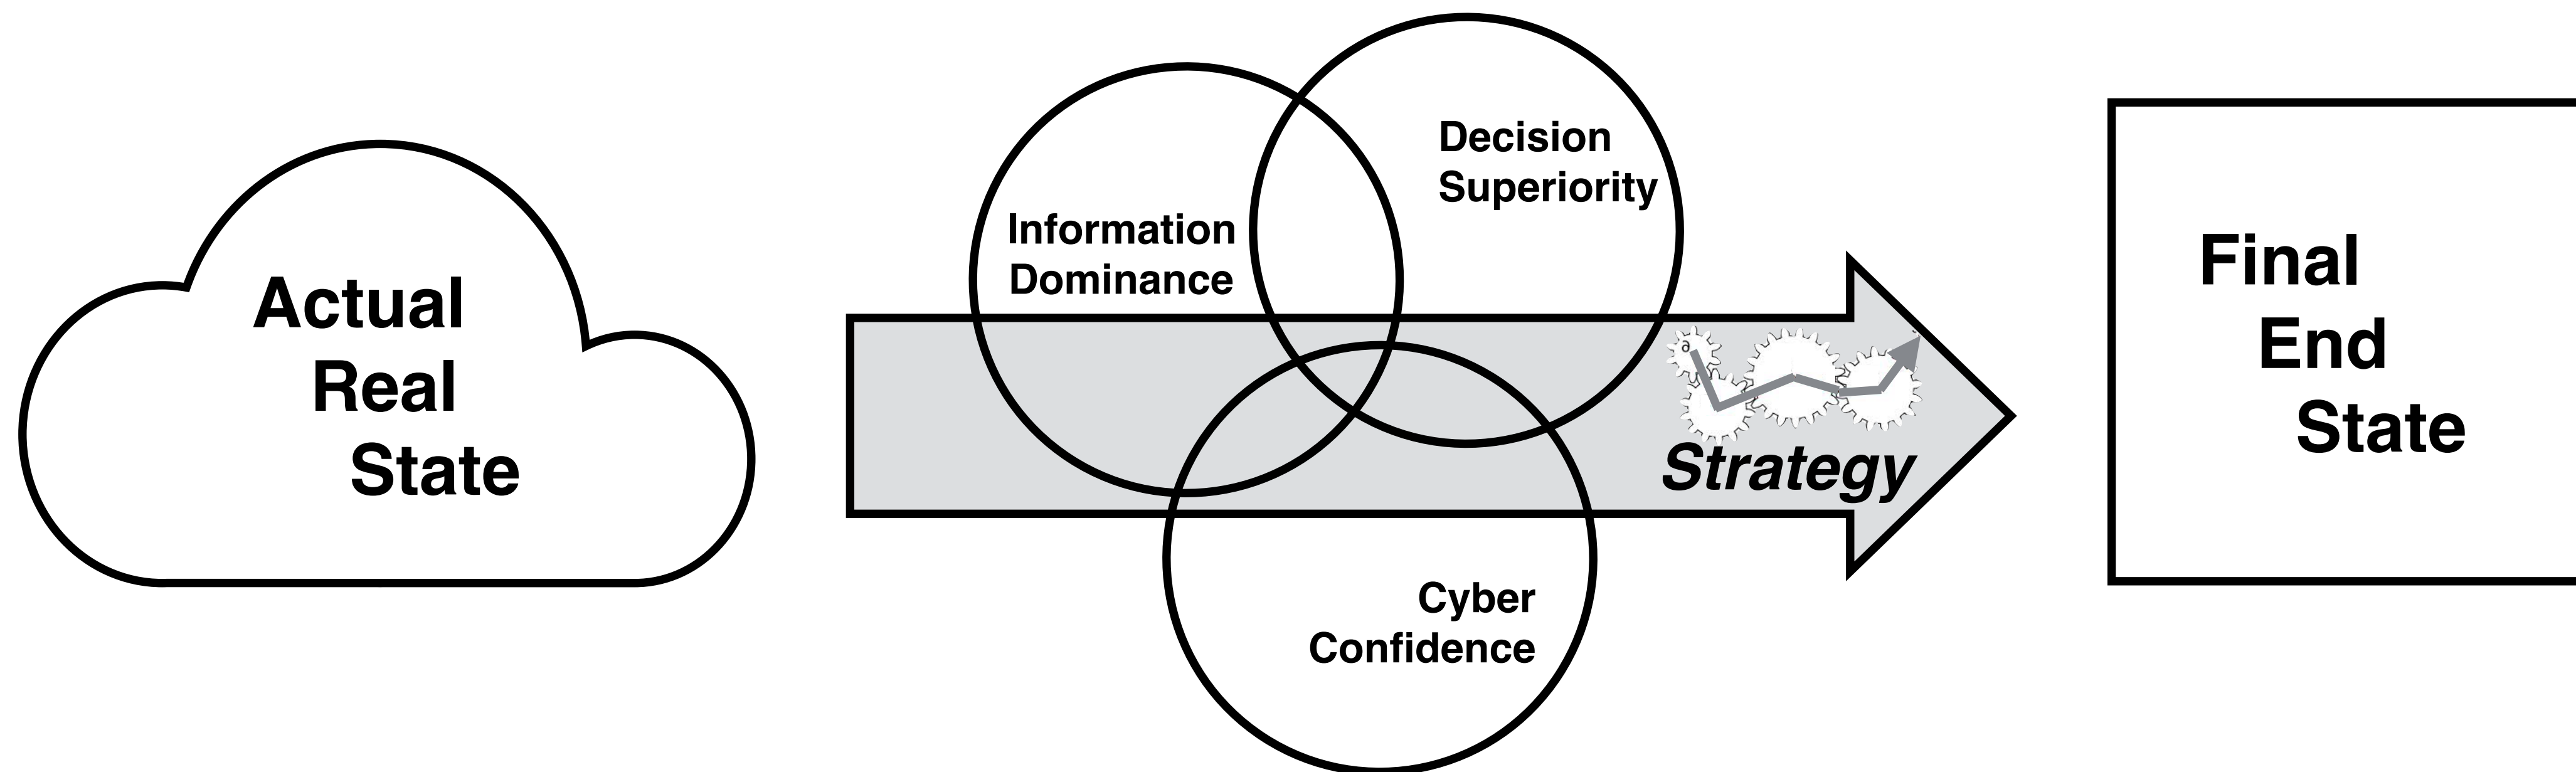 Actual
Real
State
Information
Dominance
Decision
Superiority
Cyber
Confidence
Strategy
Final
End
State